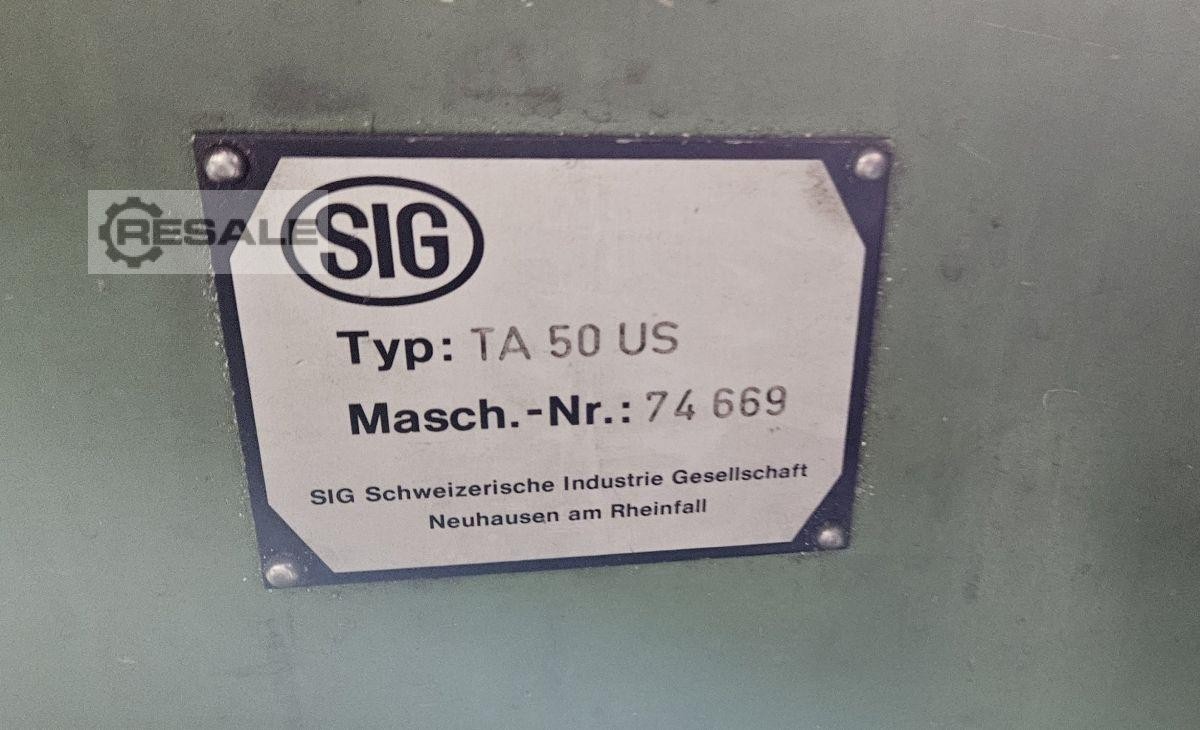 RESALE
SIG
Typ: TA 50 US
Masch.-Nr.: 74 669
SIG Schweizerische Industrie Gesellschaft
Neuhausen am Rheinfall